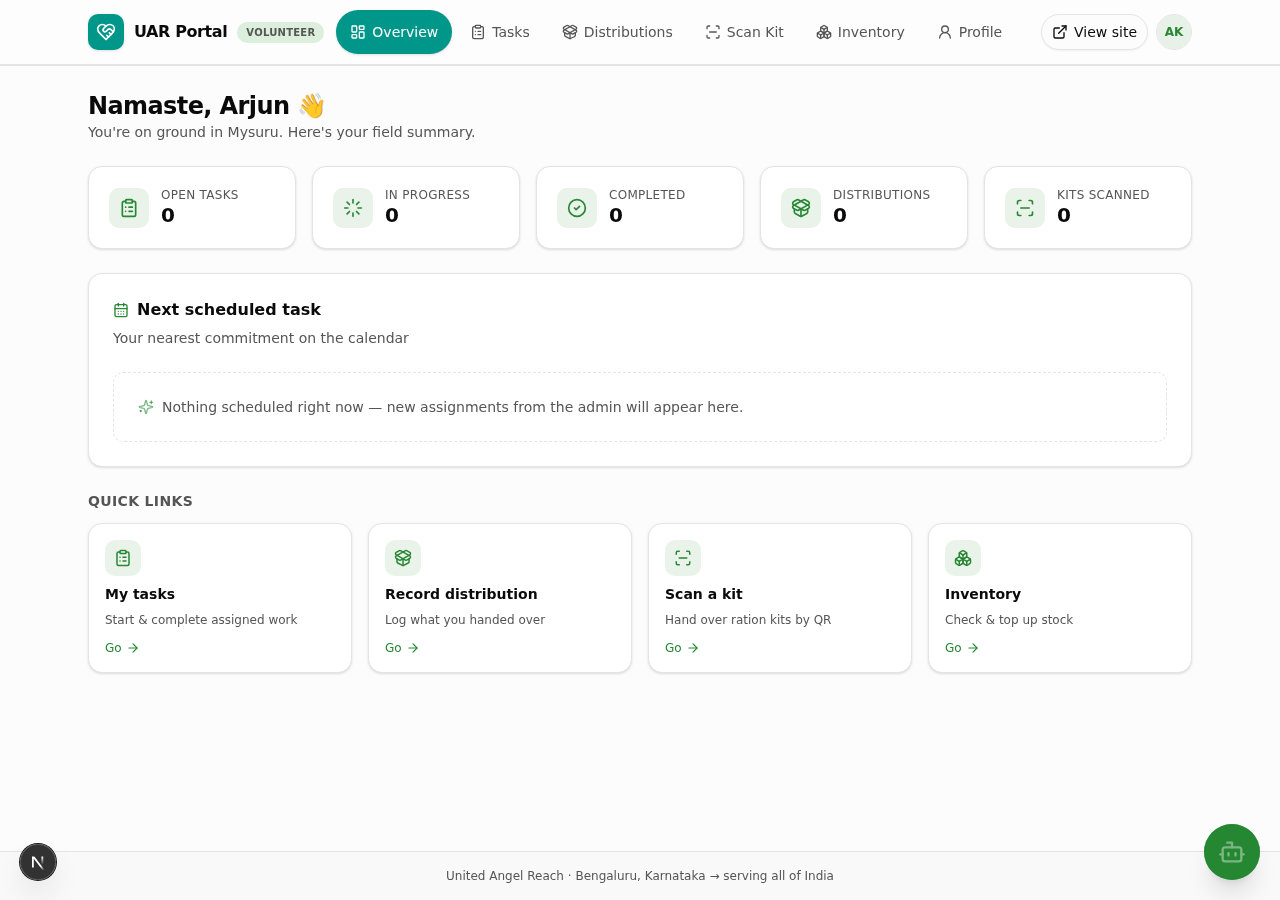 UAR Portal VOLUNTEER Overview Tasks Distributions Scan Kit Inventory Profile View site AK
Namaste, Arjun 👋
You're on ground in Mysuru. Here's your field summary.
OPEN TASKS
0
IN PROGRESS
0
COMPLETED
0
DISTRIBUTIONS
0
KITS SCANNED
0
Next scheduled task
Your nearest commitment on the calendar
Nothing scheduled right now — new assignments from the admin will appear here.
QUICK LINKS
My tasks
Start & complete assigned work
Go →
Record distribution
Log what you handed over
Go →
Scan a kit
Hand over ration kits by QR
Go →
Inventory
Check & top up stock
Go →
N
United Angel Reach · Bengaluru, Karnataka → serving all of India